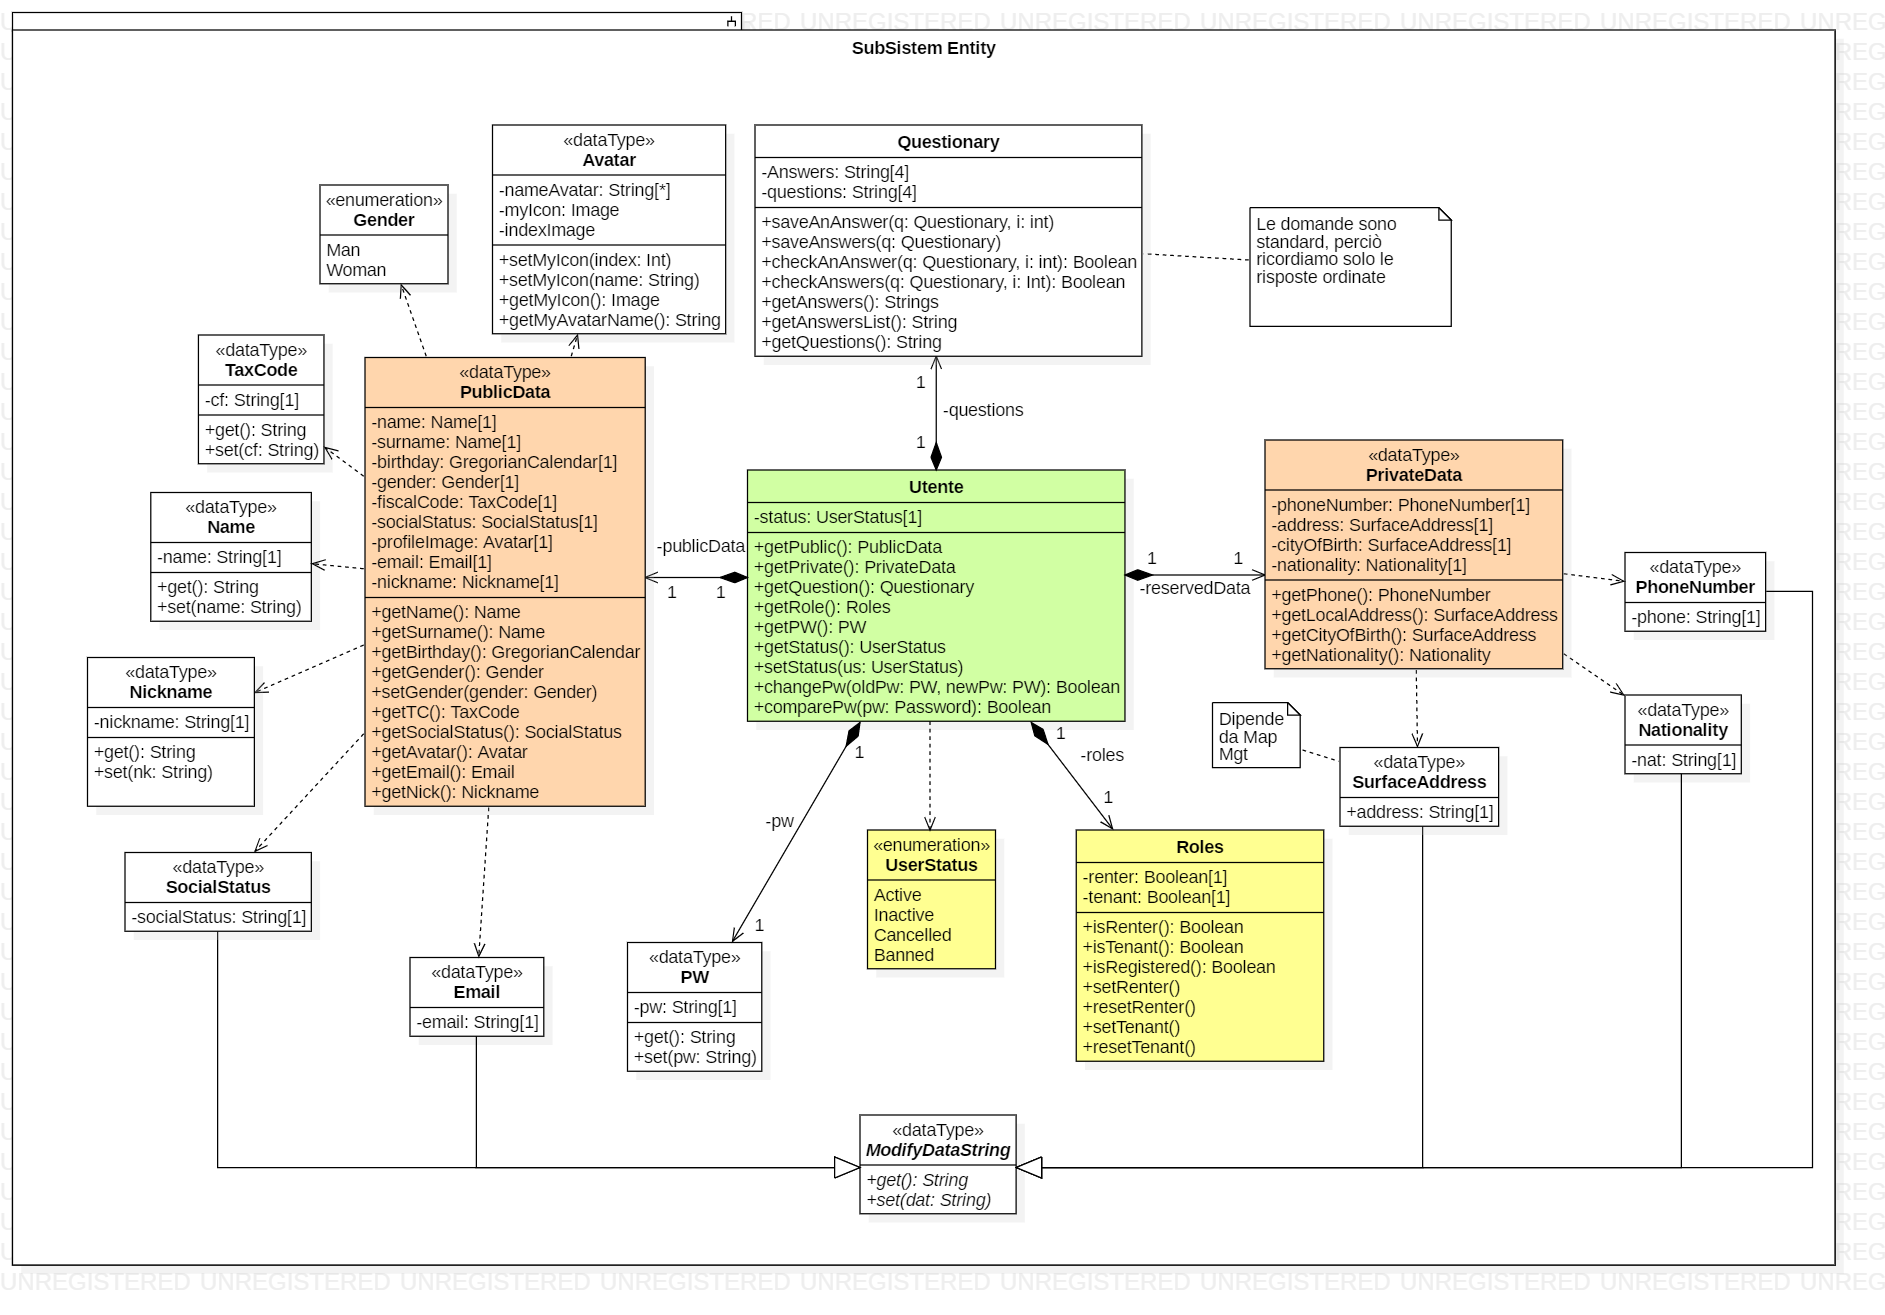 SubSistem Entity
«dataType»
Avatar
-nameAvatar: String[*]
-myIcon: Image
-indexImage
+setMyIcon(index: Int)
+setMyIcon(name: String)
+getMyIcon(): Image
+getMyAvatarName(): String
Questionary
-Answers: String[4]
-questions: String[4]
+saveAnAnswer(q: Questionary, i: int)
+saveAnswers(q: Questionary)
+checkAnAnswer(q: Questionary, i: int): Boolean
+checkAnswers(q: Questionary, i: Int): Boolean
+getAnswers(): Strings
+getAnswersList(): String
+getQuestions(): String
Le domande sono
standard, perciò
ricordiamo solo le
risposte ordinate
«enumeration»
Gender
Man
Woman
«dataType»
TaxCode
-cf: String[1]
+get(): String
+set(cf: String)
«dataType»
Name
-name: String[1]
+get(): String
+set(name: String)
«dataType»
Nickname
-nickname: String[1]
+get(): String
+set(nk: String)
«dataType»
SocialStatus
-socialStatus: String[1]
«dataType»
PublicData
-name: Name[1]
-surname: Name[1]
-birthday: GregorianCalendar[1]
-gender: Gender[1]
-fiscalCode: TaxCode[1]
-socialStatus: SocialStatus[1]
-profileImage: Avatar[1]
-email: Email[1]
-nickname: Nickname[1]
+getName(): Name
+getSurname(): Name
+getBirthday(): GregorianCalendar
+getGender(): Gender
+setGender(gender: Gender)
+getTC(): TaxCode
+getSocialStatus(): SocialStatus
+getAvatar(): Avatar
+getEmail(): Email
+getNick(): Nickname
1
-questions
1
-publicData
1 1
Utente
-status: UserStatus[1]
+getPublic(): PublicData
+getPrivate(): PrivateData
+getQuestion(): Questionary
+getRole(): Roles
+getPW(): PW
+getStatus(): UserStatus
+setStatus(us: UserStatus)
+changePw(oldPw: PW, newPw: PW): Boolean
+comparePw(pw: Password): Boolean
1 1
-reservedData
«dataType»
PrivateData
-phoneNumber: PhoneNumber[1]
-address: SurfaceAddress[1]
-cityOfBirth: SurfaceAddress[1]
-nationality: Nationality[1]
+getPhone(): PhoneNumber
+getLocalAddress(): SurfaceAddress
+getCityOfBirth(): SurfaceAddress
+getNationality(): Nationality
«dataType»
PhoneNumber
-phone: String[1]
«dataType»
Nationality
-nat: String[1]
Dipende
da Map
Mgt
«dataType»
SurfaceAddress
+address: String[1]
1
-pw
1
1
-roles
1
«dataType»
Email
-email: String[1]
«dataType»
PW
-pw: String[1]
+get(): String
+set(pw: String)
«enumeration»
UserStatus
Active
Inactive
Cancelled
Banned
Roles
-renter: Boolean[1]
-tenant: Boolean[1]
+isRenter(): Boolean
+isTenant(): Boolean
+isRegistered(): Boolean
+setRenter()
+resetRenter()
+setTenant()
+resetTenant()
«dataType»
ModifyDataString
+get(): String
+set(dat: String)
UNREGISTERED UNREGISTERED UNREGISTERED UNREGISTERED UNREGISTERED UNREGISTERED UNREGISTERED UNREGISTERED UNREGISTERED UNREG